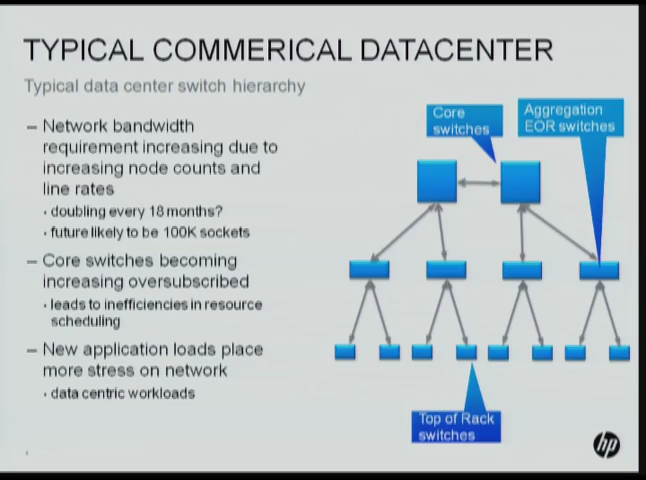 TYPICAL COMMERICAL DATACENTER
Typical data center switch hierarchy
– Network bandwidth
requirement increasing due to
increasing node counts and
line rates
· doubling every 18 months?
· future likely to be 100K sockets
– Core switches becoming
increasing oversubscribed
· leads to inefficiencies in resource
scheduling
– New application loads place
more stress on network
· data centric workloads
Core
switches
Aggregation
EOR switches
Top of Rack
switches
hp